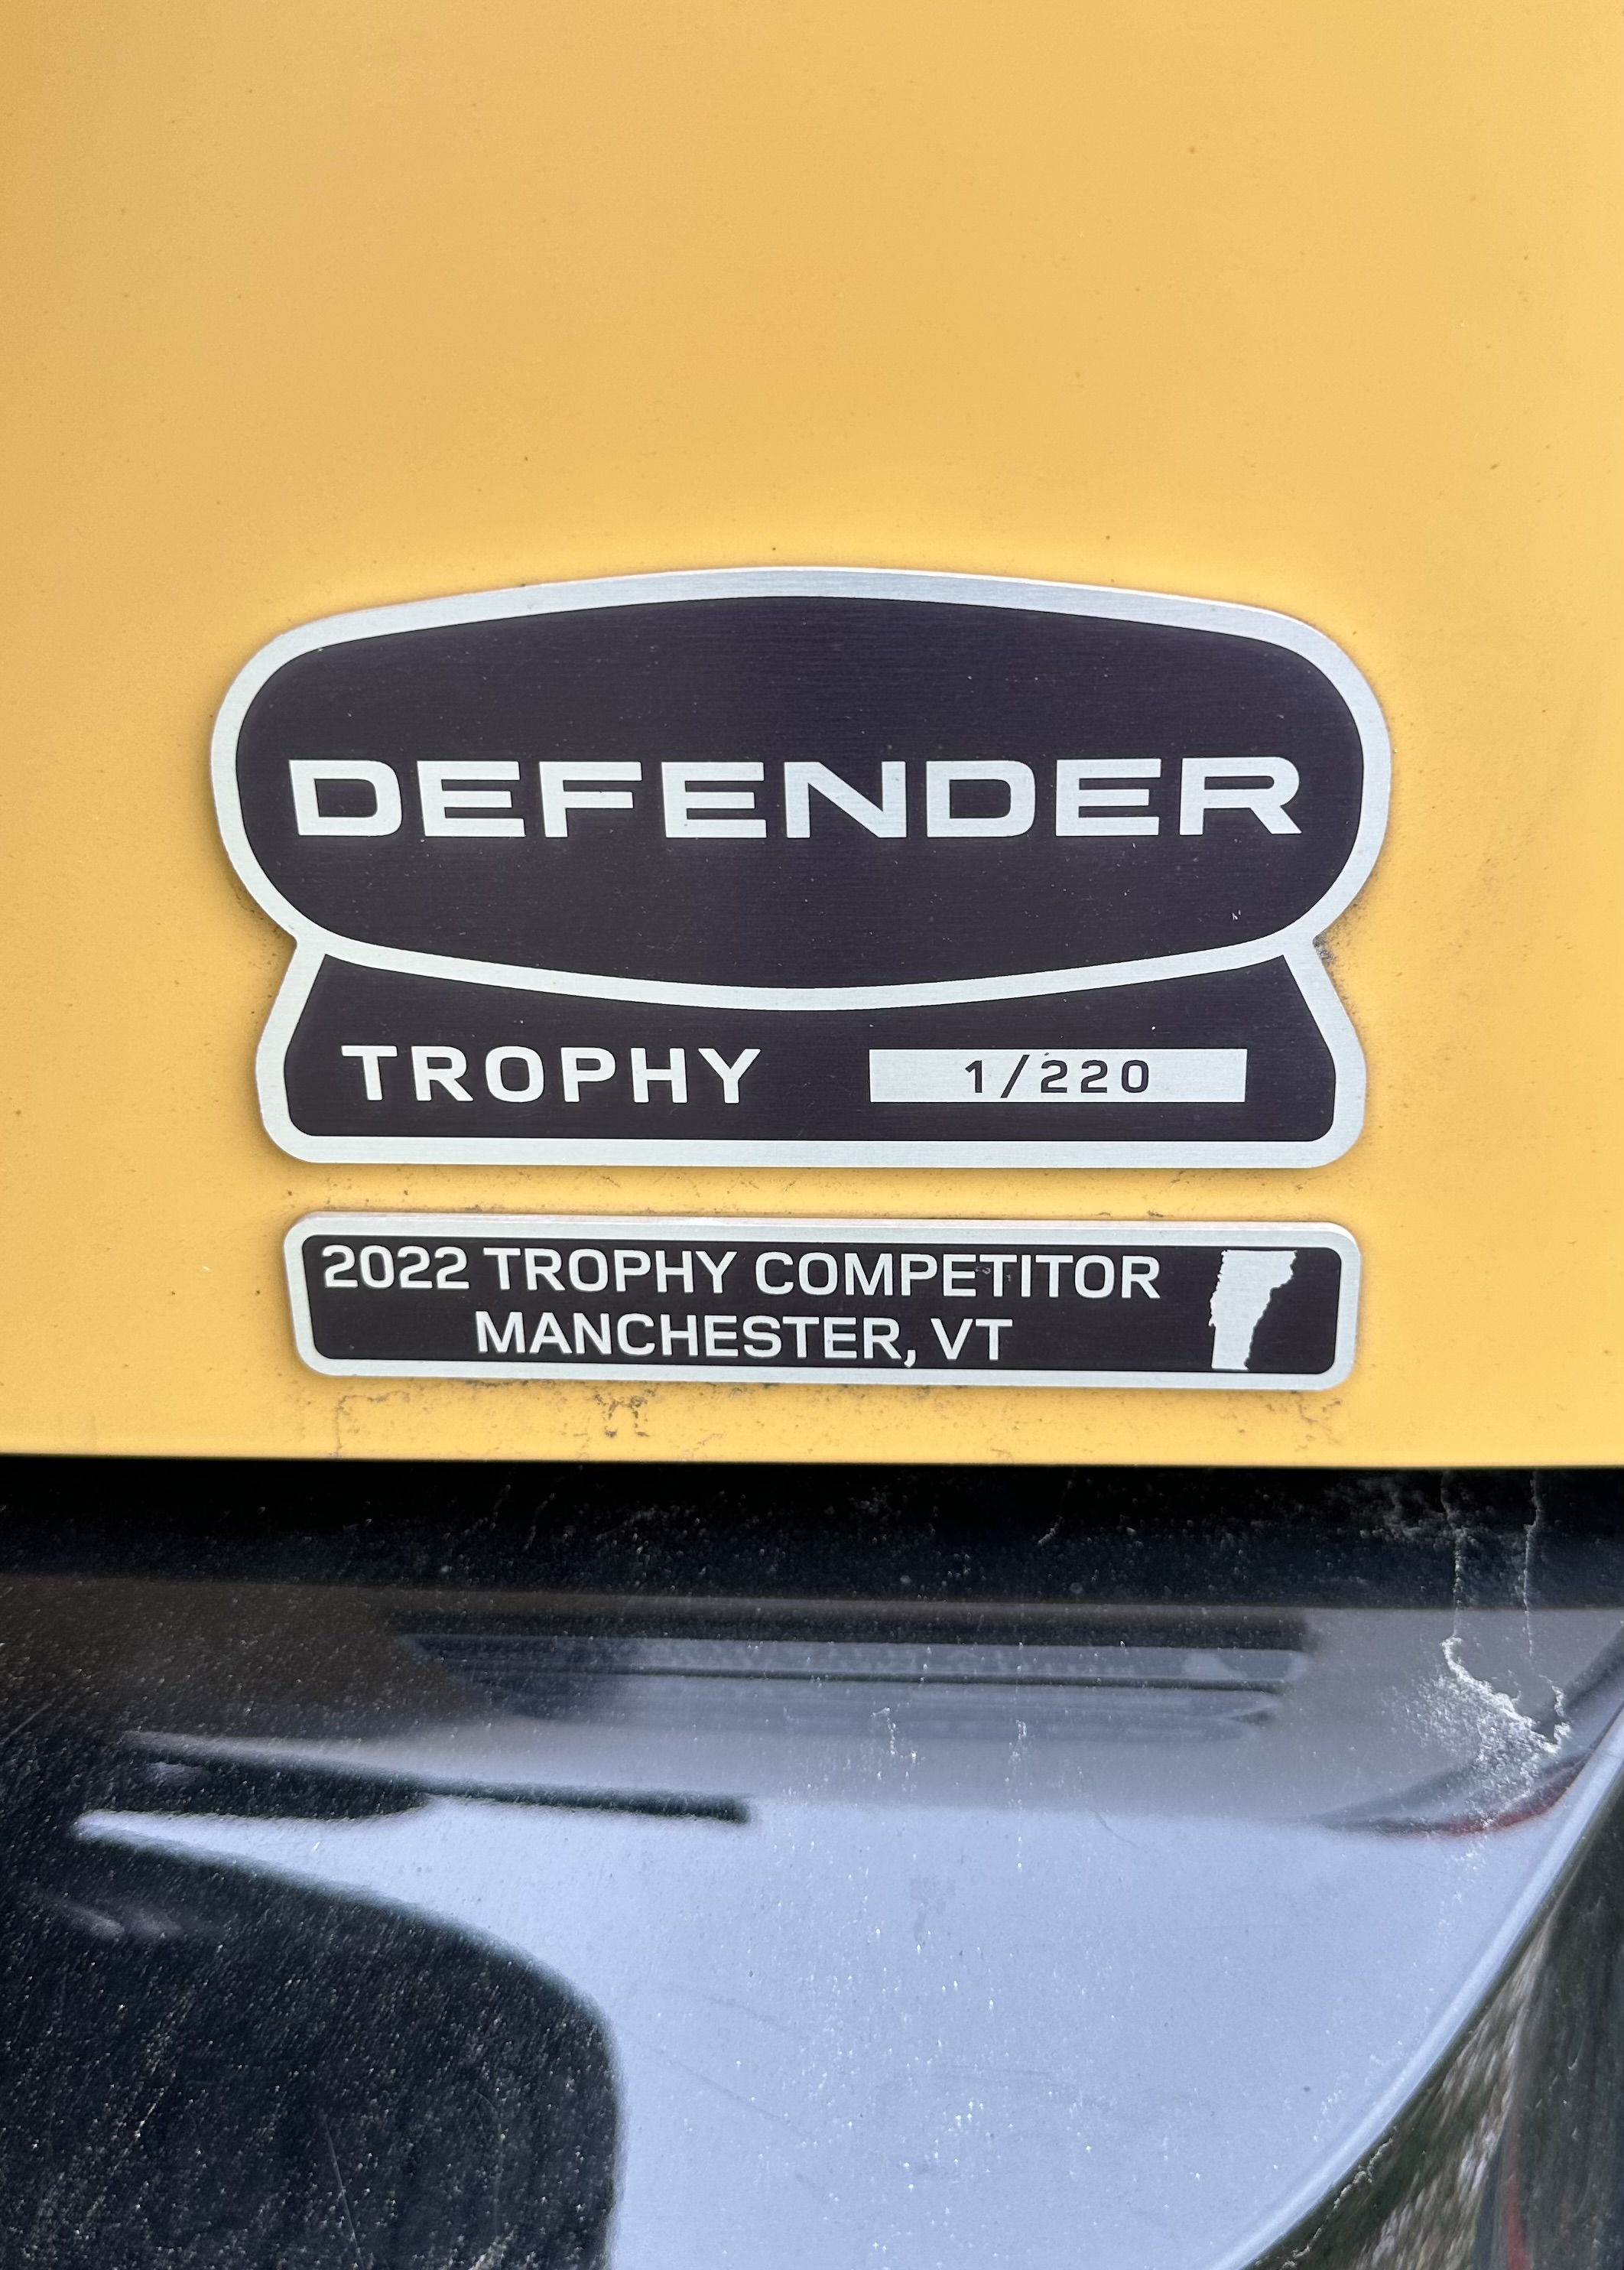 DEFENDER
TROPHY 1/220
2022 TROPHY COMPETITOR
MANCHESTER, VT